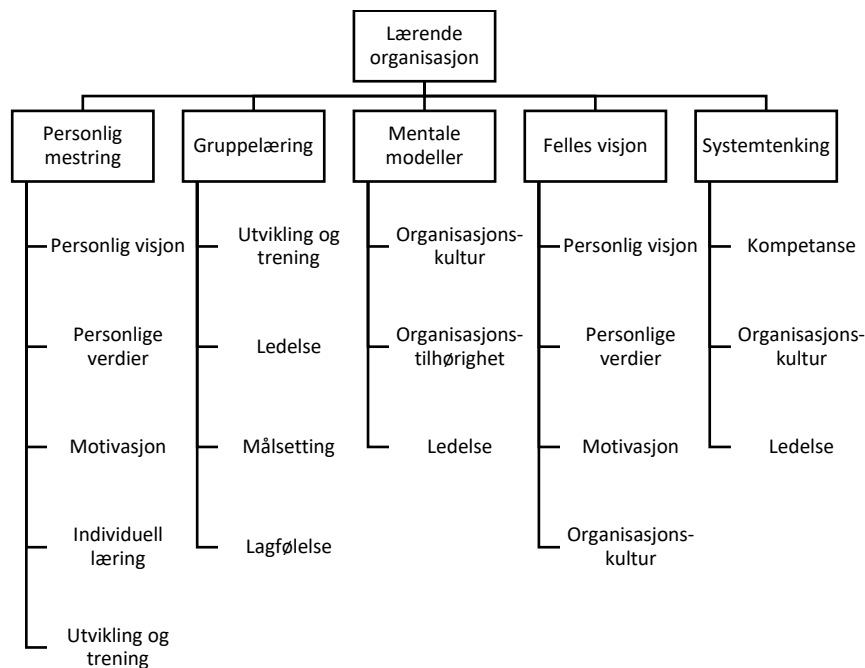 Lærende
organisasjon
Personlig
mestring
Gruppelæring
Mentale
modeller
Felles visjon
Systemtenking
Personlig visjon
Personlige
verdier
Motivasjon
Individuell
læring
Utvikling og
trening
Utvikling og
trening
Ledelse
Målsetting
Lagfølelse
Organisasjons-
kultur
Organisasjons-
tilhørighet
Ledelse
Personlig visjon
Personlige
verdier
Motivasjon
Organisasjons-
kultur
Kompetanse
Organisasjons-
kultur
Ledelse